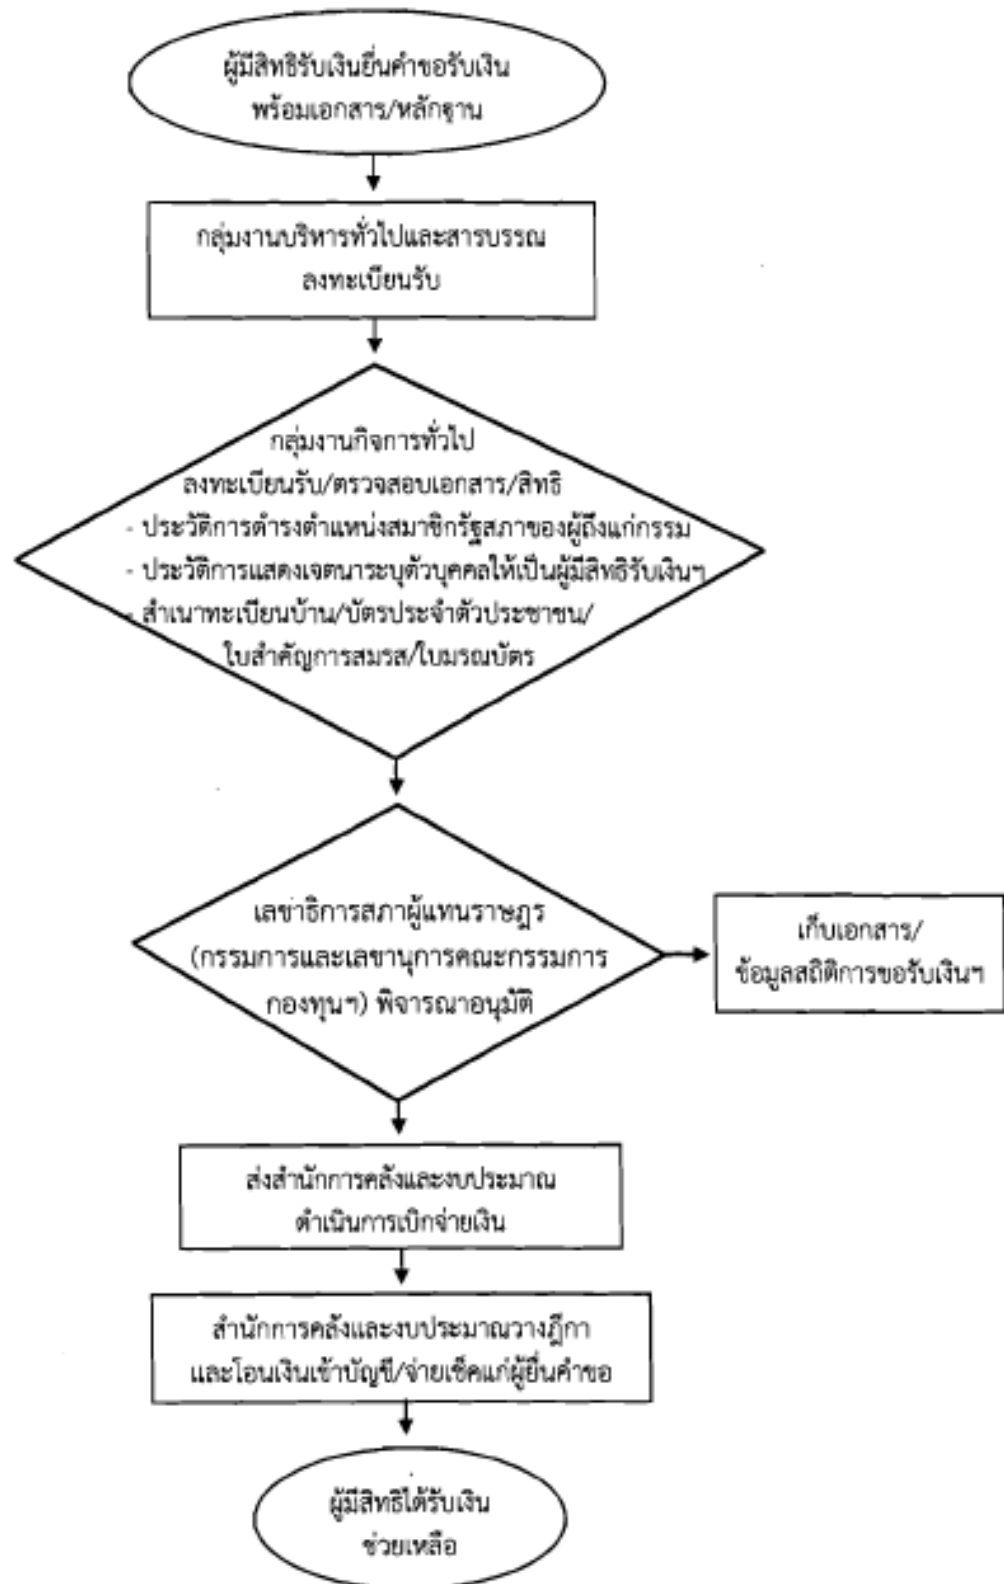 ผู้มีสิทธิรับเงินยื่นคำขอรับเงิน
พร้อมเอกสาร/หลักฐาน
กลุ่มงานบริหารทั่วไปและสารบรรณ
ลงทะเบียนรับ
กลุ่มงานกิจการทั่วไป
ลงทะเบียนรับ/ตรวจสอบเอกสาร/สิทธิ
- ประวัติการดำรงตำแหน่งสมาชิกรัฐสภาของผู้ถึงแก่กรรม
- ประวัติการแสดงเจตนาระบุตัวบุคคลให้เป็นผู้มีสิทธิรับเงินฯ
- สำเนาทะเบียนบ้าน/บัตรประจำตัวประชาชน/
ใบสำคัญการสมรส/ใบมรณบัตร
เลขาธิการสภาผู้แทนราษฎร
(กรรมการและเลขานุการคณะกรรมการ
กองทุนฯ) พิจารณาอนุมัติ
เก็บเอกสาร/
ข้อมูลสถิติการขอรับเงินฯ
ส่งสำนักการคลังและงบประมาณ
ดำเนินการเบิกจ่ายเงิน
สำนักการคลังและงบประมาณวางฎีกา
และโอนเงินเข้าบัญชี/จ่ายเช็คแก่ผู้ยื่นคำขอ
ผู้มีสิทธิได้รับเงิน
ช่วยเหลือ